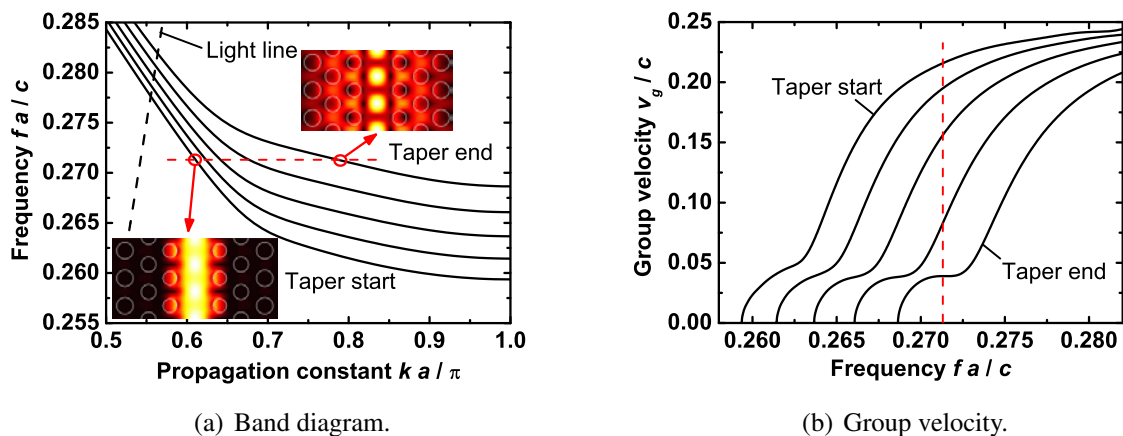 0.285
0.280
0.275
0.270
0.265
0.260
0.255
Frequency f a / c
Light line
Taper end
Taper start
0.5 0.6 0.7 0.8 0.9 1.0
Propagation constant k a / π
(a) Band diagram.
0.25
0.20
0.15
0.10
0.05
0.00
Group velocity v_g / c
Taper start
Taper end
0.260 0.265 0.270 0.275 0.280
Frequency f a / c
(b) Group velocity.